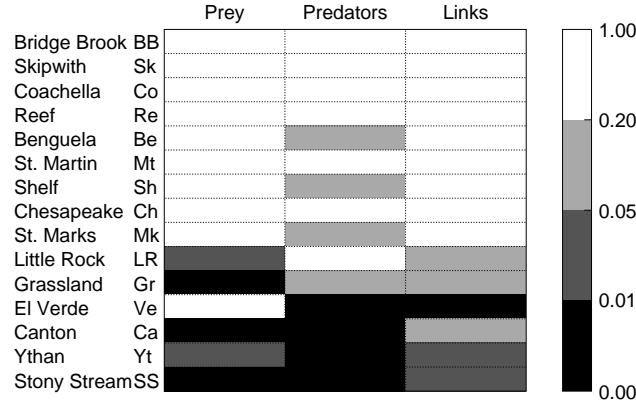 Prey Predators Links
Bridge Brook BB
Skipwith Sk
Coachella Co
Reef Re
Benguela Be
St. Martin Mt
Shelf Sh
Chesapeake Ch
St. Marks Mk
Little Rock LR
Grassland Gr
El Verde Ve
Canton Ca
Ythan Yt
Stony Stream SS
1.00
0.20
0.05
0.01
0.00